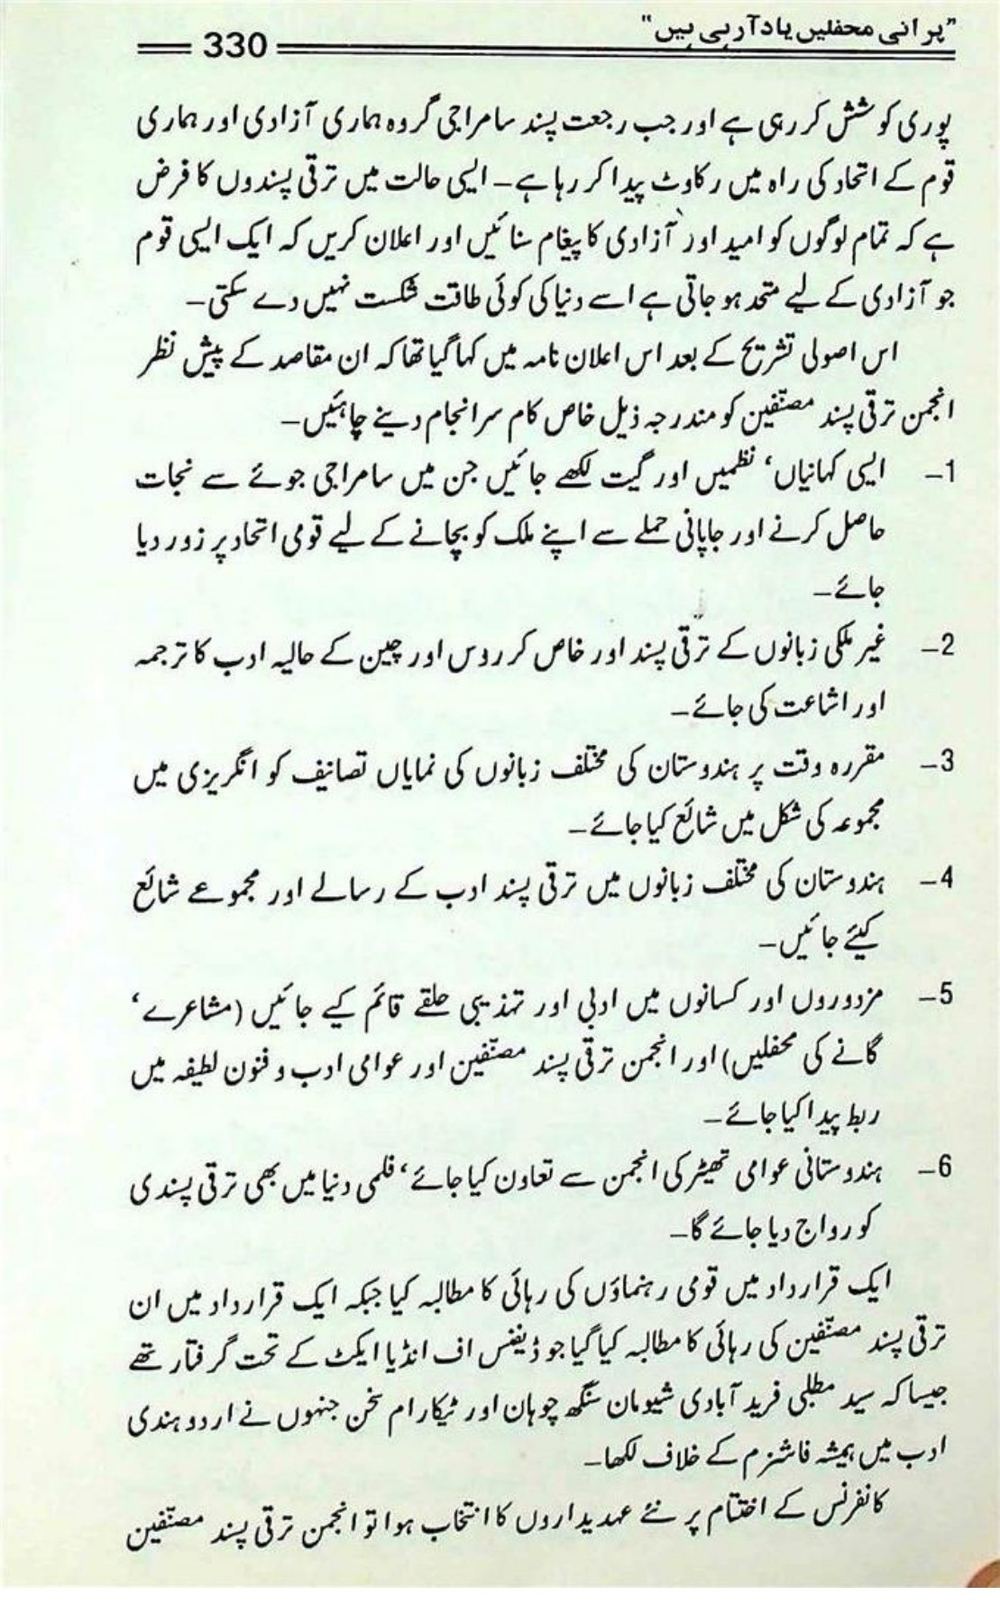 "پرانی محفلیں یاد آرہی ہیں"
330
پوری کوشش کر رہی ہے اور جب رجعت پسند سامراجی گروہ ہماری آزادی اور ہماری
قوم کے اتحاد کی راہ میں رکاوٹ پیدا کر رہا ہے۔ ایسی حالت میں ترقی پسندوں کا فرض
ہے کہ تمام لوگوں کو امید اور آزادی کا پیغام سنائیں اور اعلان کریں کہ ایک ایسی قوم
جو آزادی کے لیے متحد ہو جاتی ہے اسے دنیا کی کوئی طاقت شکست نہیں دے سکتی۔
اس اصولی تشریح کے بعد اس اعلان نامہ میں کہا گیا تھا کہ ان مقاصد کے پیش نظر
انجمن ترقی پسند مصنّفین کو مندرجہ ذیل خاص کام سر انجام دینے چاہئیں۔
1۔ ایسی کہانیاں، نظمیں اور گیت لکھے جائیں جن میں سامراجی جوئے سے نجات
حاصل کرنے اور جاپانی حملے سے اپنے ملک کو بچانے کے لیے قومی اتحاد پر زور دیا
جائے۔
2۔ غیر ملکی زبانوں کے ترقی پسند اور خاص کر روس اور چین کے حالیہ ادب کا ترجمہ
اور اشاعت کی جائے۔
3۔ مقررہ وقت پر ہندوستان کی مختلف زبانوں کی نمایاں تصانیف کو انگریزی میں
مجموعہ کی شکل میں شائع کیا جائے۔
4۔ ہندوستان کی مختلف زبانوں میں ترقی پسند ادب کے رسالے اور مجموعے شائع
کیئے جائیں۔
5۔ مزدوروں اور کسانوں میں ادبی اور تہذیبی حلقے قائم کیے جائیں (مشاعرے،
گانے کی محفلیں) اور انجمن ترقی پسند مصنّفین اور عوامی ادب و فنون لطیفہ میں
ربط پیدا کیا جائے۔
6۔ ہندوستانی عوامی تھیٹر کی انجمن سے تعاون کیا جائے، فلمی دنیا میں بھی ترقی پسندی
کو رواج دیا جائے گا۔
ایک قرارداد میں قومی رہنماؤں کی رہائی کا مطالبہ کیا جبکہ ایک قرارداد میں ان
ترقی پسند مصنّفین کی رہائی کا مطالبہ کیا گیا جو ڈیفنس اف انڈیا ایکٹ کے تحت گرفتار تھے
جیسا کہ سید مطلبی فرید آبادی شیومان سنگھ چوہان اور ٹیکا رام سخن جنہوں نے اردو ہندی
ادب میں ہمیشہ فاشزم کے خلاف لکھا۔
کانفرنس کے اختتام پر نئے عہدیداروں کا انتخاب ہوا تو انجمن ترقی پسند مصنّفین